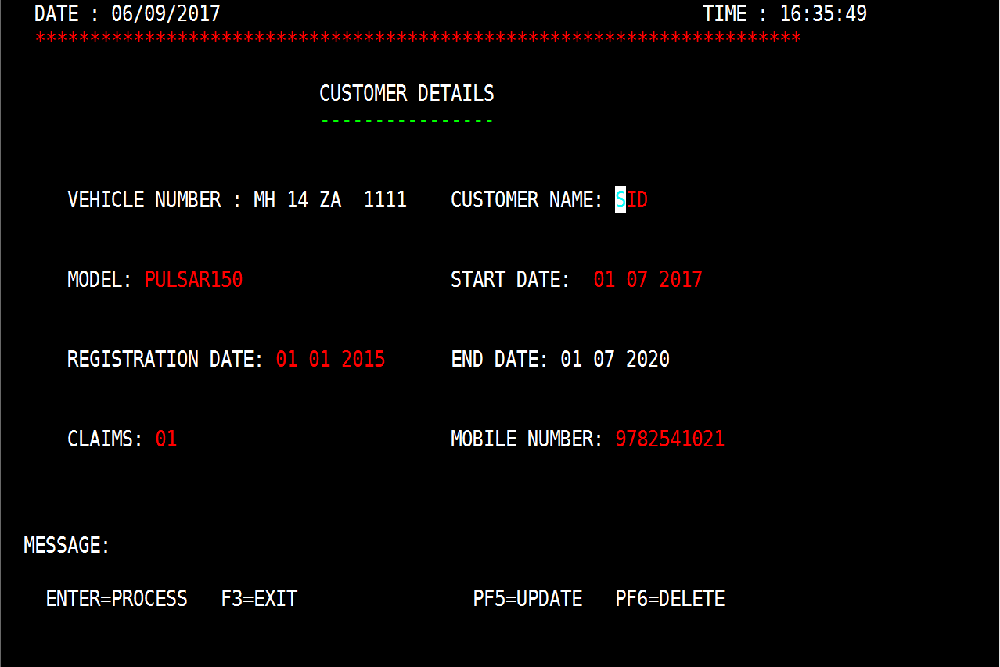 DATE : 06/09/2017 TIME : 16:35:49
**********************************************************************
CUSTOMER DETAILS
----------------
VEHICLE NUMBER : MH 14 ZA  1111 CUSTOMER NAME: SID
MODEL: PULSAR150 START DATE:  01 07 2017
REGISTRATION DATE: 01 01 2015 END DATE: 01 07 2020
CLAIMS: 01 MOBILE NUMBER: 9782541021
MESSAGE: _______________________________________________________
ENTER=PROCESS F3=EXIT PF5=UPDATE PF6=DELETE